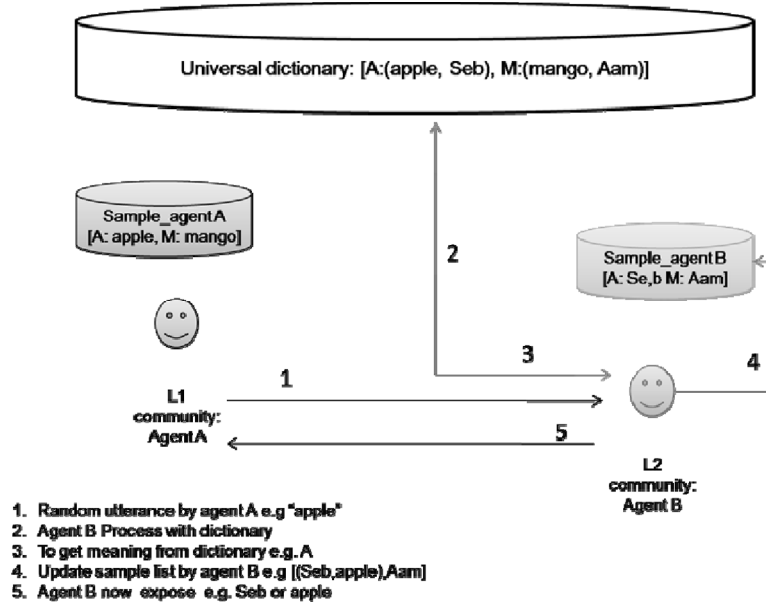 Universal dictionary: [A:(apple, Seb), M:(mango, Aam)]
Sample_agentA
[A: apple, M: mango]
Sample_agentB
[A: Se,b M: Aam]
2
3
4
1
5
L1
community:
AgentA
L2
community:
Agent B
1. Random utterance by agent A e.g "apple"
2. Agent B Process with dictionary
3. To get meaning from dictionary e.g. A
4. Update sample list by agent B e.g [(Seb,apple),Aam]
5. Agent B now expose e.g. Seb or apple